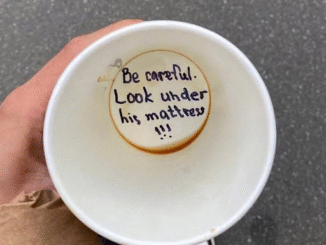 Be careful.
Look under
his mattress
!!!